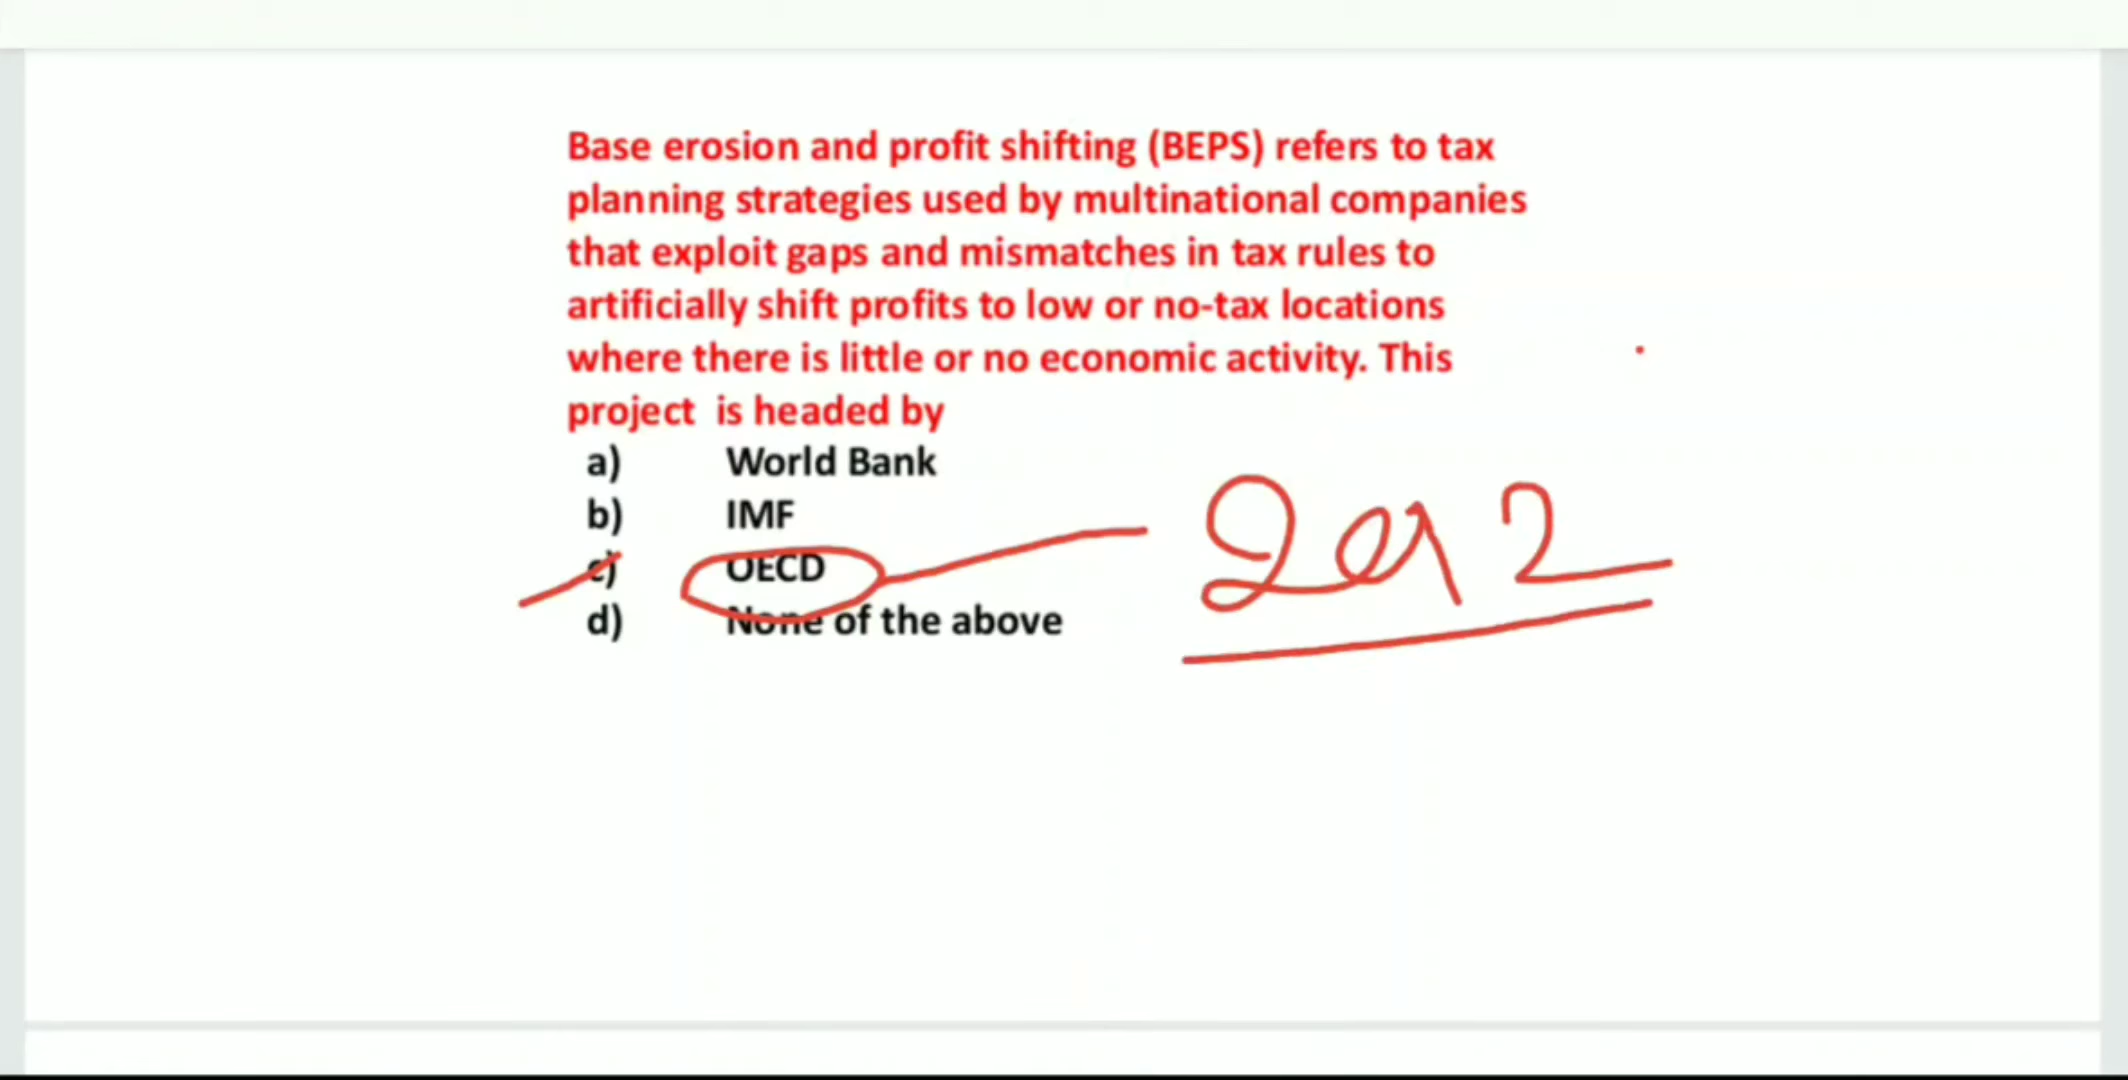 Base erosion and profit shifting (BEPS) refers to tax
planning strategies used by multinational companies
that exploit gaps and mismatches in tax rules to
artificially shift profits to low or no-tax locations
where there is little or no economic activity. This
project is headed by
a) World Bank
b) IMF
c) OECD
d) None of the above
2012